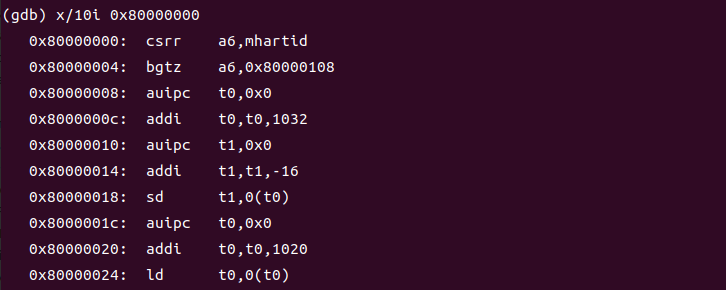 (gdb) x/10i 0x80000000
0x80000000: csrr a6,mhartid
0x80000004: bgtz a6,0x80000108
0x80000008: auipc t0,0x0
0x8000000c: addi t0,t0,1032
0x80000010: auipc t1,0x0
0x80000014: addi t1,t1,-16
0x80000018: sd t1,0(t0)
0x8000001c: auipc t0,0x0
0x80000020: addi t0,t0,1020
0x80000024: ld t0,0(t0)